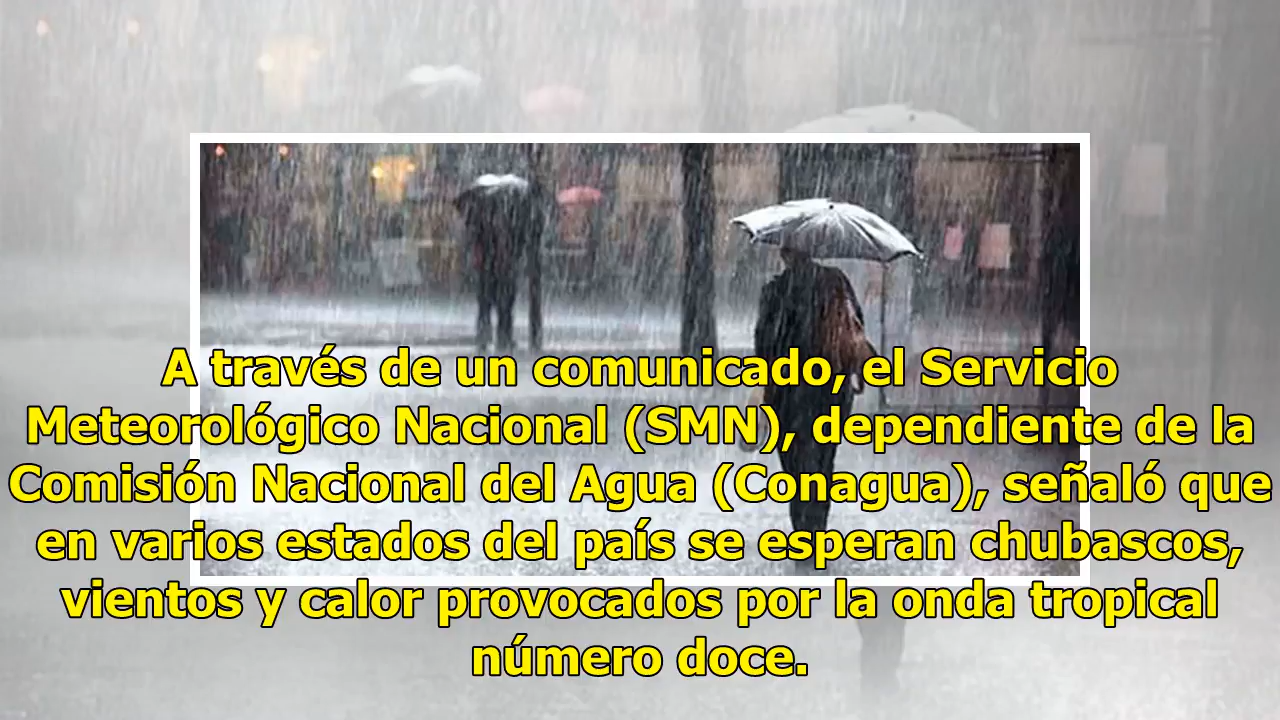 A través de un comunicado, el Servicio
Meteorológico Nacional (SMN), dependiente de la
Comisión Nacional del Agua (Conagua), señaló que
en varios estados del país se esperan chubascos,
vientos y calor provocados por la onda tropical
número doce.